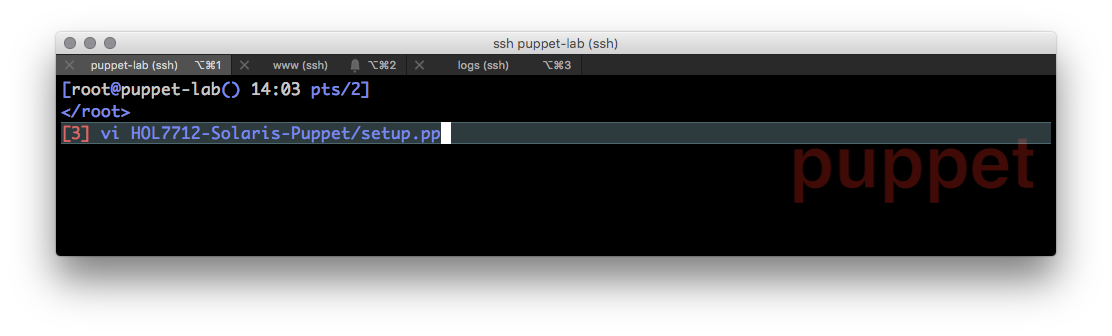 ssh puppet-lab (ssh)
puppet-lab (ssh) ⌥⌘1 www (ssh) ⌥⌘2 logs (ssh) ⌥⌘3
[root@puppet-lab() 14:03 pts/2]
</root>
[3] vi HOL7712-Solaris-Puppet/setup.pp
puppet